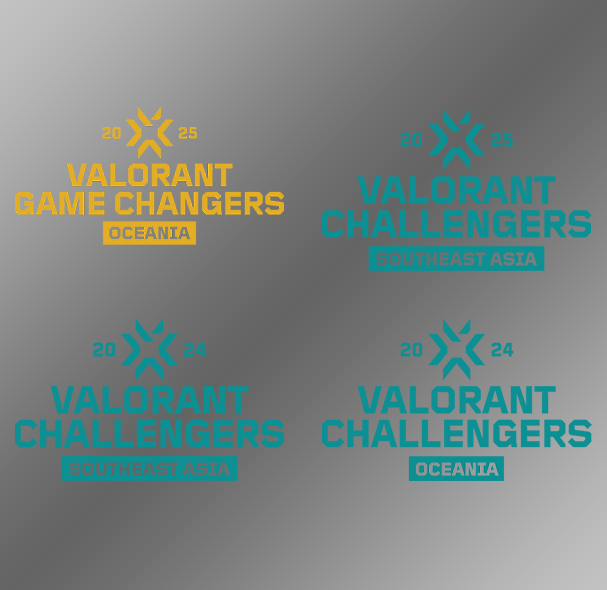 20 25
VALORANT
GAME CHANGERS
OCEANIA
20 25
VALORANT
CHALLENGERS
SOUTHEAST ASIA
20 24
VALORANT
CHALLENGERS
SOUTHEAST ASIA
20 24
VALORANT
CHALLENGERS
OCEANIA